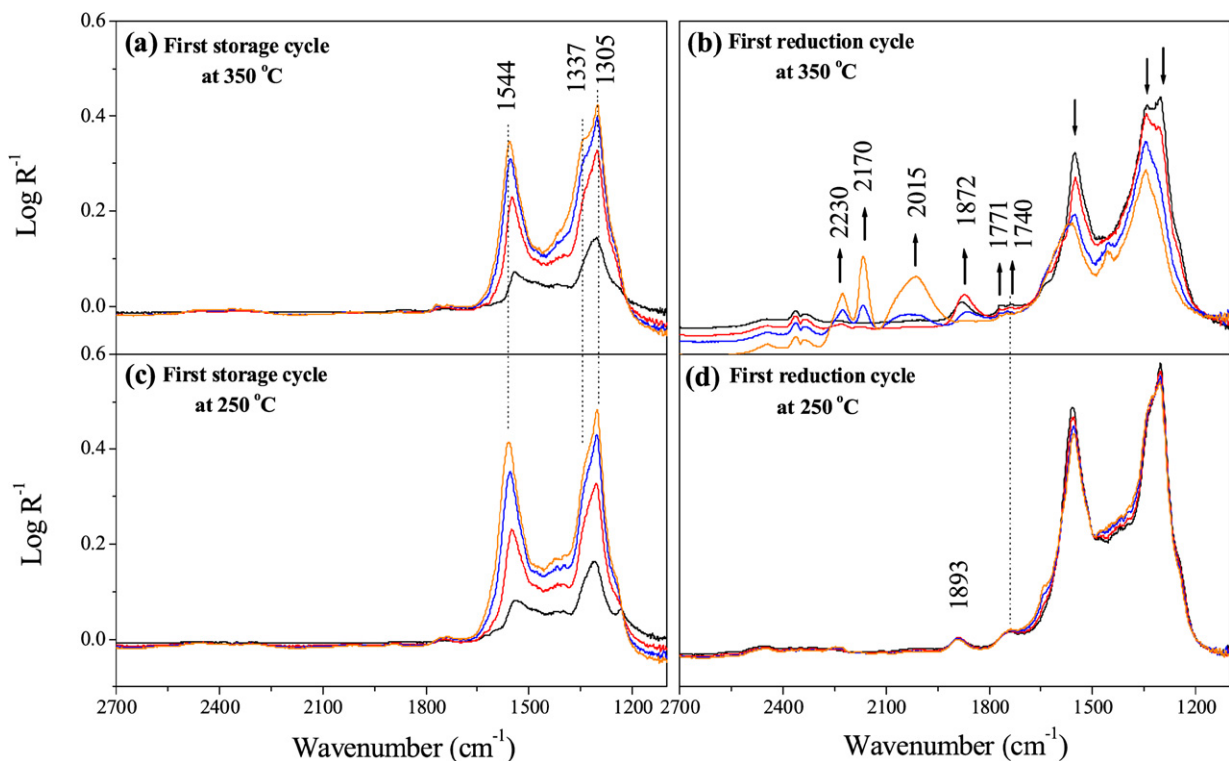 0.6
0.4
0.2
0.0
Log R⁻¹
(a) First storage cycle
at 350 °C
1544
1337
1305
(b) First reduction cycle
at 350 °C
2230
2170
2015
1872
1771
1740
0.6
0.4
0.2
0.0
Log R⁻¹
(c) First storage cycle
at 250 °C
(d) First reduction cycle
at 250 °C
1893
2700 2400 2100 1800 1500 1200
2700 2400 2100 1800 1500 1200
Wavenumber (cm⁻¹)
Wavenumber (cm⁻¹)